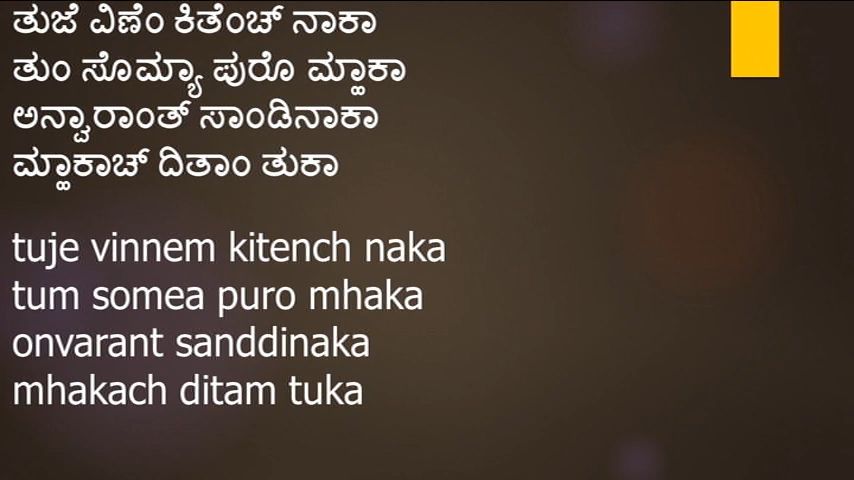 ತುಜೆ ವಿಣೆಂ ಕಿತೆಂಚ್ ನಾಕಾ
ತುಂ ಸೊಮ್ಯಾ ಪುರೊ ಮ್ಹಾಕಾ
ಅನ್ವಾರಾಂತ್ ಸಾಂಡಿನಾಕಾ
ಮ್ಹಾಕಾಚ್ ದಿತಾಂ ತುಕಾ
tuje vinnem kitench naka
tum somea puro mhaka
onvarant sanddinaka
mhakach ditam tuka